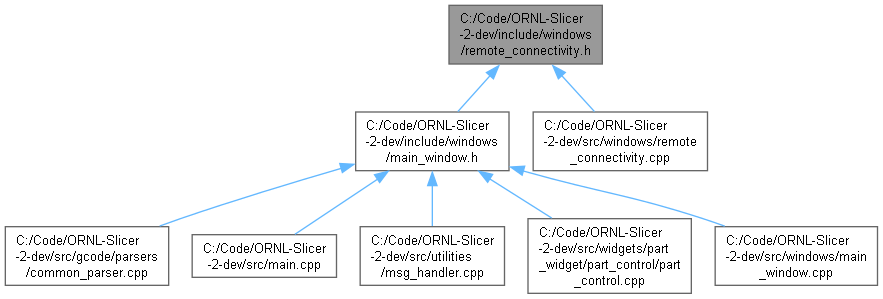 C:/Code/ORNL-Slicer
-2-dev/include/windows
/remote_connectivity.h
C:/Code/ORNL-Slicer
-2-dev/include/windows
/main_window.h
C:/Code/ORNL-Slicer
-2-dev/src/windows/remote
_connectivity.cpp
C:/Code/ORNL-Slicer
-2-dev/src/gcode/parsers
/common_parser.cpp
C:/Code/ORNL-Slicer
-2-dev/src/main.cpp
C:/Code/ORNL-Slicer
-2-dev/src/utilities
/msg_handler.cpp
C:/Code/ORNL-Slicer
-2-dev/src/widgets/part
_widget/part_control/part
_control.cpp
C:/Code/ORNL-Slicer
-2-dev/src/windows/main
_window.cpp